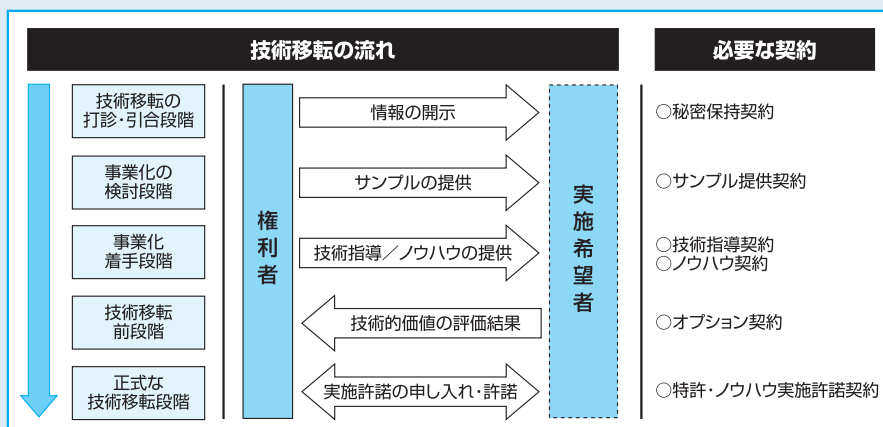 技術移転の流れ
必要な契約
技術移転の
打診・引合段階
情報の開示
○秘密保持契約
事業化の
検討段階
サンプルの提供
○サンプル提供契約
権利者
実施希望者
事業化
着手段階
技術指導／ノウハウの提供
○技術指導契約
○ノウハウ契約
技術移転
前段階
技術的価値の評価結果
○オプション契約
正式な
技術移転段階
実施許諾の申し入れ・許諾
○特許・ノウハウ実施許諾契約